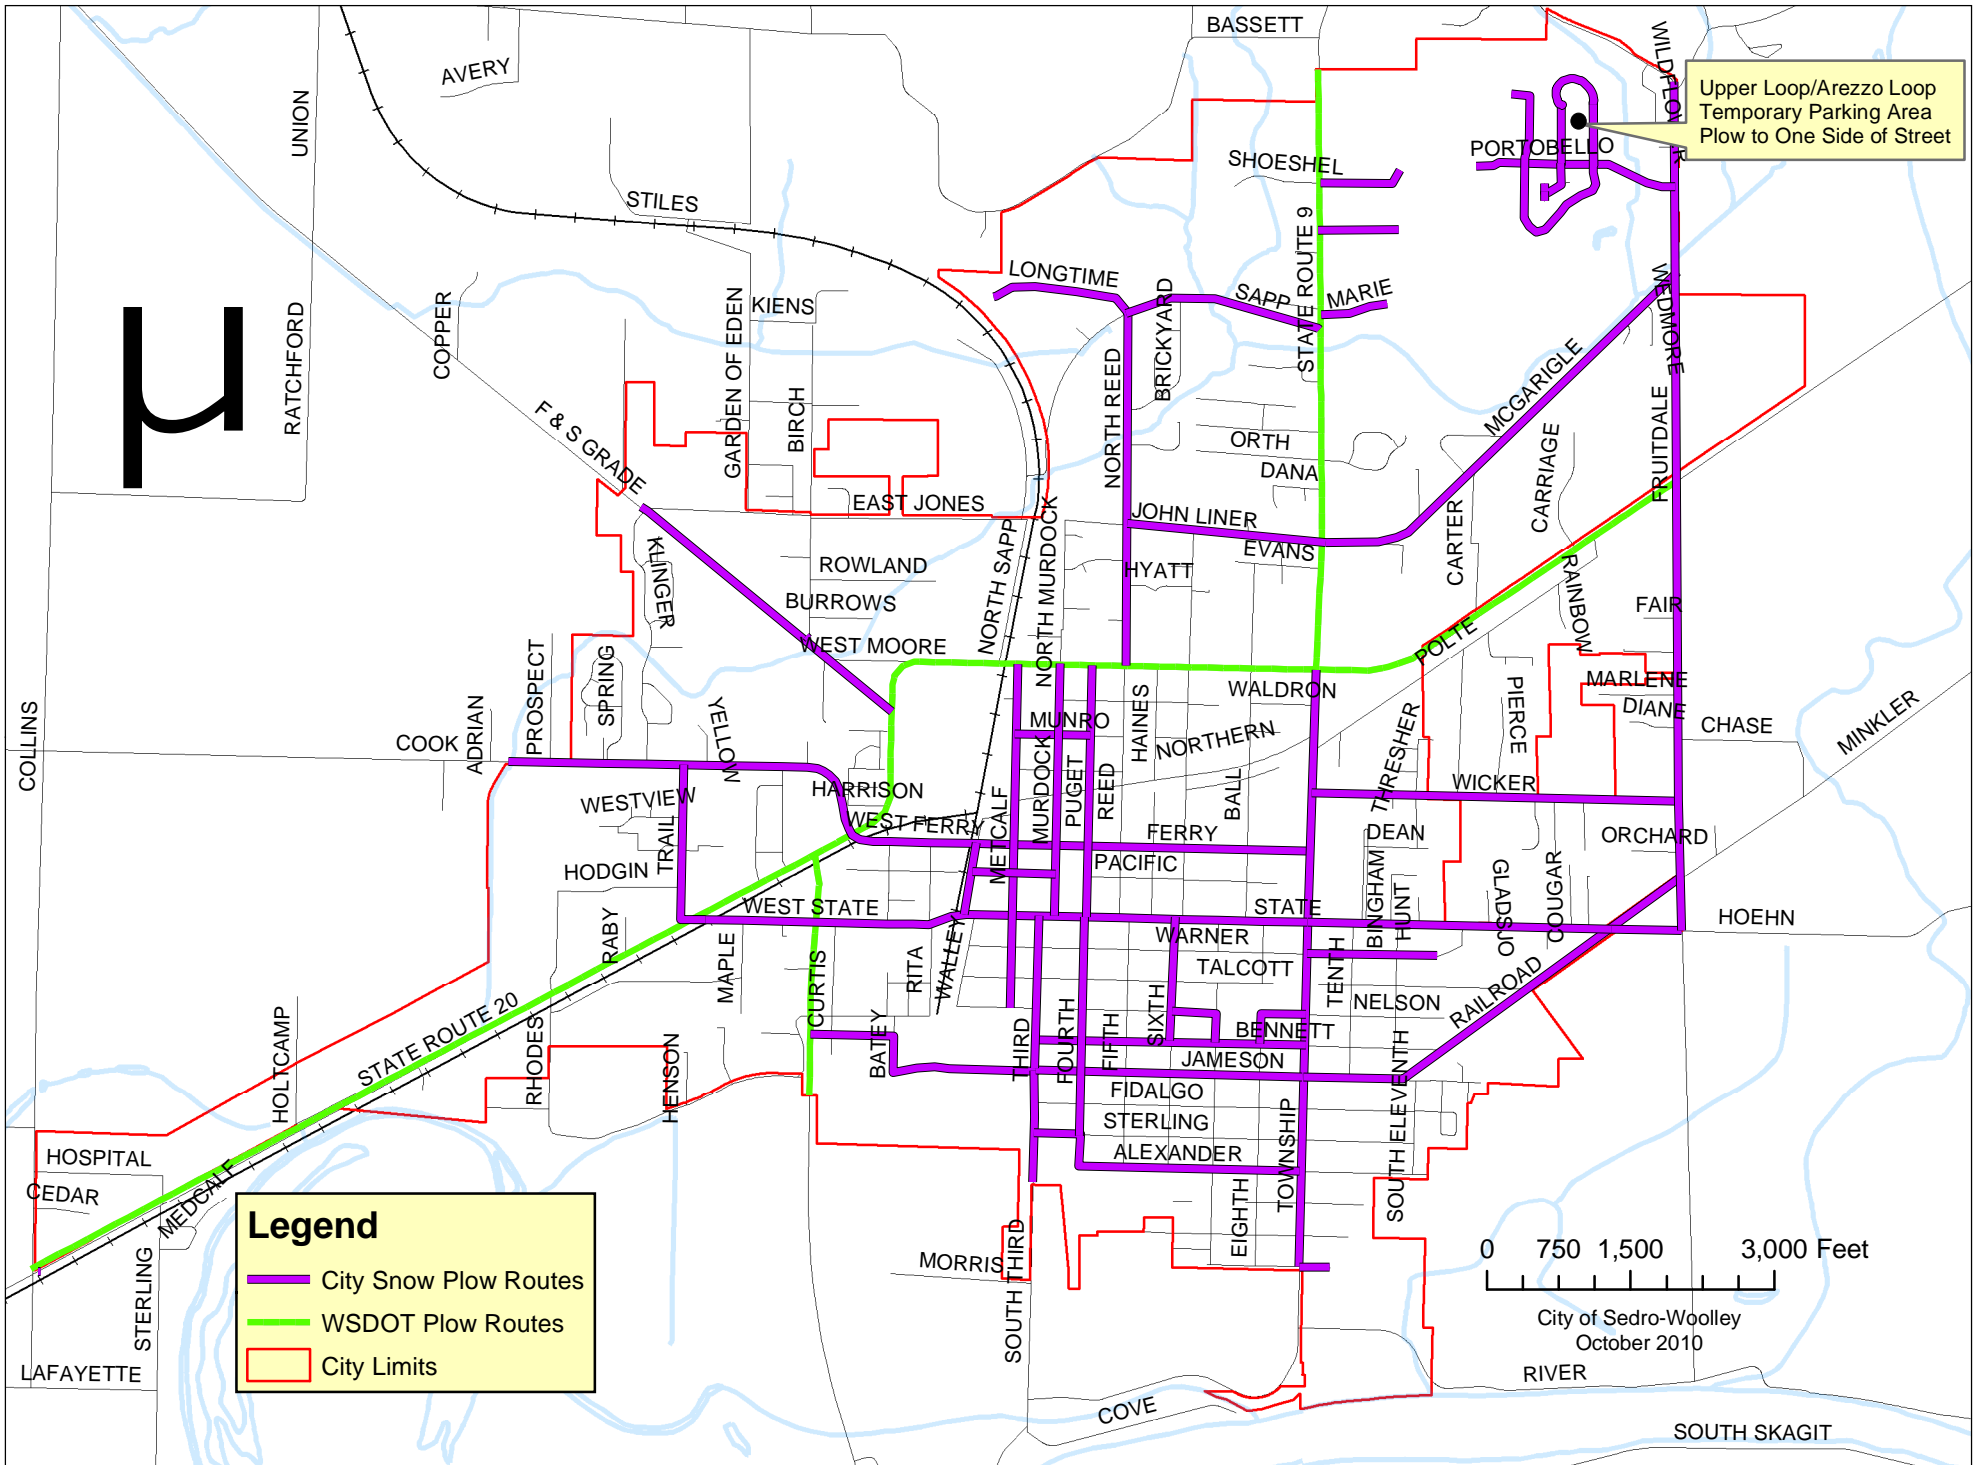 BASSETT
WILDFLOWER
AVERY
UNION
Upper Loop/Arezzo Loop
Temporary Parking Area
Plow to One Side of Street
PORTOBELLO
SHOESHEL
STILES
STATE ROUTE 9
LONGTIME
SAPP
MARIE
BRICKYARD
WEDMORE
KIENS
GARDEN OF EDEN
COPPER
RATCHFORD
µ
NORTH REED
MCGARIGLE
BIRCH
F & S GRADE
ORTH
DANA
CARRIAGE
FRUITDALE
EAST JONES
JOHN LINER
EVANS
CARTER
NORTH SAPP
NORTH MURDOCK
KLINGER
ROWLAND
HYATT
RAINBOW
BURROWS
FAIR
WEST MOORE
POLTE
PROSPECT
SPRING
COLLINS
ADRIAN
YELLOW
WALDRON
MARLENE
PIERCE
DIANE
CHASE
MINKLER
HAINES
MUNRO
NORTHERN
THRESHER
COOK
MURDOCK
PUGET
REED
BALL
WICKER
HARRISON
WESTVIEW
WEST FERRY
METCALF
FERRY
DEAN
ORCHARD
TRAIL
HODGIN
PACIFIC
BINGHAM
HUNT
GLADSJO
COUGAR
WEST STATE
STATE
HOEHN
RABY
MAPLE
CURTIS
RITA
WALLEY
WARNER
TALCOTT
TENTH
NELSON
RAILROAD
STATE ROUTE 20
HOLTCAMP
RHODES
HENSON
BATEY
THIRD
FOURTH
FIFTH
SIXTH
BENNETT
JAMESON
FIDALGO
STERLING
ALEXANDER
TOWNSHIP
SOUTH ELEVENTH
EIGHTH
HOSPITAL
CEDAR
MEDCALF
STERLING
LAFAYETTE
Legend
City Snow Plow Routes
WSDOT Plow Routes
City Limits
MORRIS
SOUTH THIRD
0 750 1,500 3,000 Feet
City of Sedro-Woolley
October 2010
RIVER
COVE
SOUTH SKAGIT